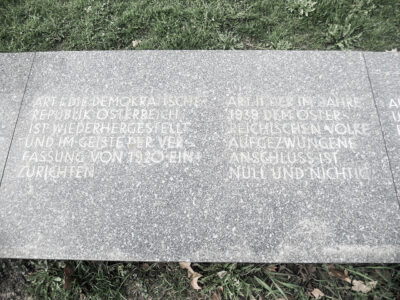 ART. I: DIE DEMOKRATISCHE
REPUBLIK ÖSTERREICH
IST WIEDERHERGESTELLT
UND IM GEISTE DER VER-
FASSUNG VON 1920 EIN-
ZURICHTEN
ART. II: DER IM JAHRE
1938 DEM ÖSTER-
REICHISCHEN VOLKE
AUFGEZWUNGENE
ANSCHLUSS IST
NULL UND NICHTIG